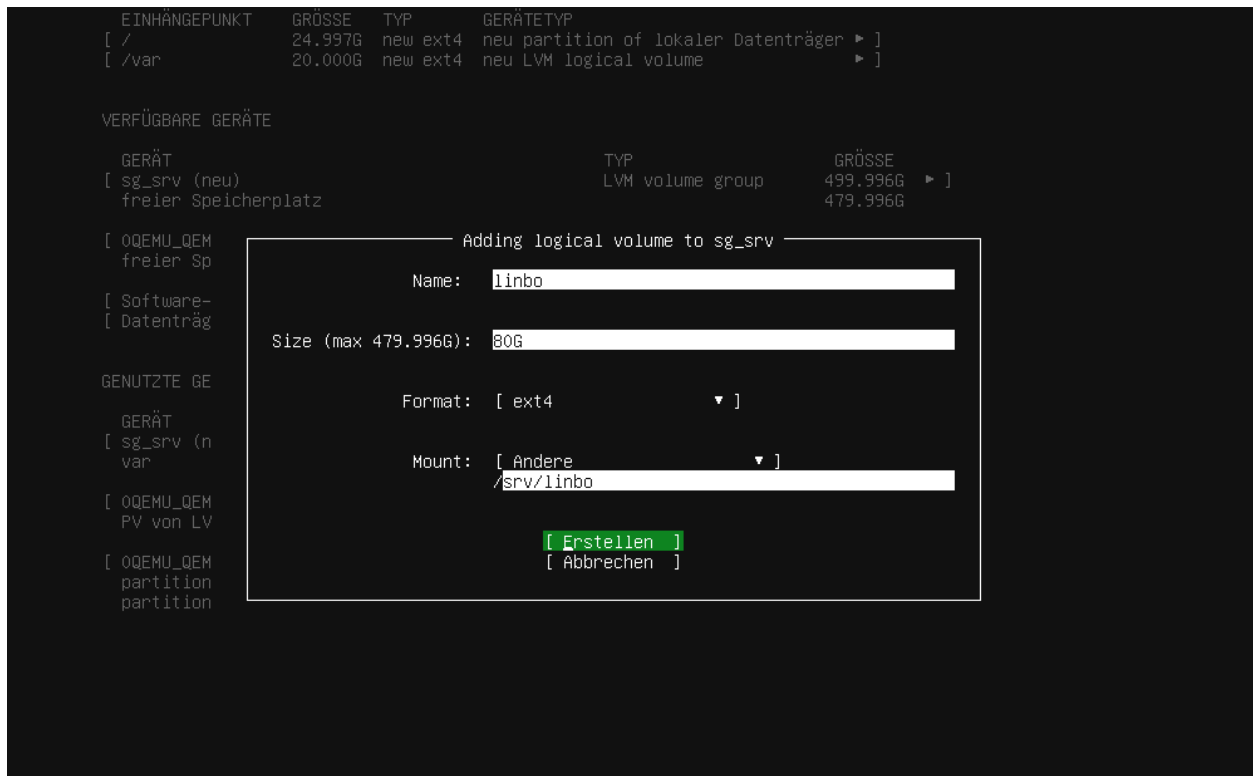 EINHÄNGEPUNKT GRÖSSE TYP GERÄTETYP
[ / 24.997G new ext4 neu partition of lokaler Datenträger ▸ ]
[ /var 20.000G new ext4 neu LVM logical volume ▸ ]
VERFÜGBARE GERÄTE
GERÄT TYP GRÖSSE
[ sg_srv (neu) LVM volume group 499.996G ▸ ]
freier Speicherplatz 479.996G
[ OQEMU_QEM
freier Sp
[ Software-
[ Datenträg
GENUTZTE GE
GERÄT
[ sg_srv (n
var
[ OQEMU_QEM
PV von LV
[ OQEMU_QEM
partition
partition
Adding logical volume to sg_srv
Name: linbo
Size (max 479.996G): 80G
Format: [ ext4 ▾ ]
Mount: [ Andere ▾ ]
/srv/linbo
[ Erstellen ]
[ Abbrechen ]